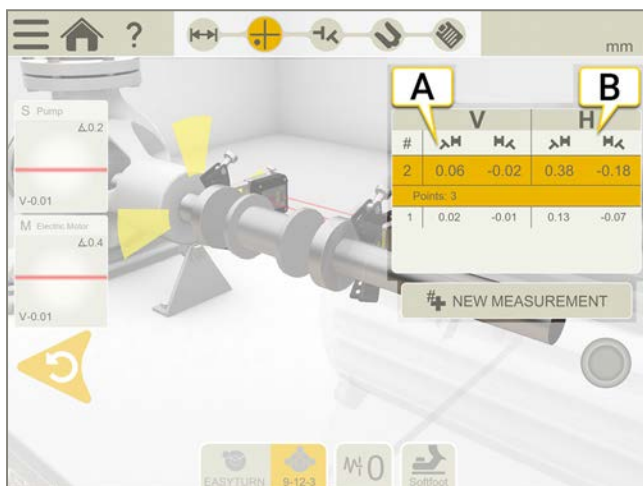 ?
mm
A
B
S Pump
∡0.2
V-0.01
M Electric Motor
∡0.4
V-0.01
V H
#
2 0.06 -0.02 0.38 -0.18
Points: 3
1 0.02 -0.01 0.13 -0.07
# NEW MEASUREMENT
0
EASYTURN 9-12-3 Softfoot